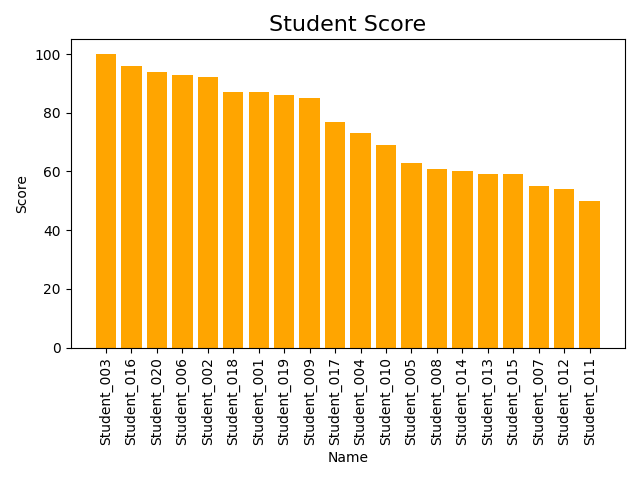 Student Score
Score
100
80
60
40
20
0
Student_003
Student_016
Student_020
Student_006
Student_002
Student_018
Student_001
Student_019
Student_009
Student_017
Student_004
Student_010
Student_005
Student_008
Student_014
Student_013
Student_015
Student_007
Student_012
Student_011
Name